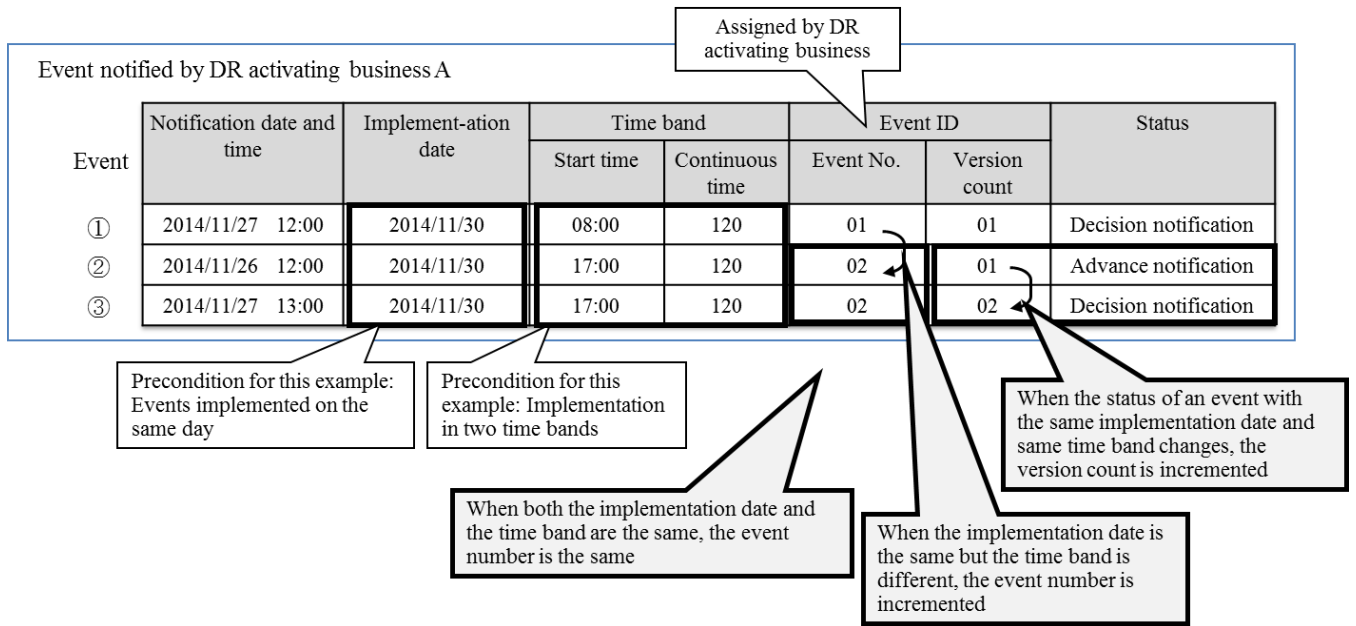 Assigned by DR
activating business
Event notified by DR activating business A
Event
Notification date and
time
Implement-ation
date
Time band
Event ID
Status
Start time
Continuous
time
Event No.
Version
count
① 2014/11/27 12:00 2014/11/30 08:00 120 01 01 Decision notification
② 2014/11/26 12:00 2014/11/30 17:00 120 02 01 Advance notification
③ 2014/11/27 13:00 2014/11/30 17:00 120 02 02 Decision notification
Precondition for this example:
Events implemented on the
same day
Precondition for this
example: Implementation
in two time bands
When the status of an event with
the same implementation date and
same time band changes, the
version count is incremented
When both the implementation date and
the time band are the same, the event
number is the same
When the implementation date is
the same but the time band is
different, the event number is
incremented